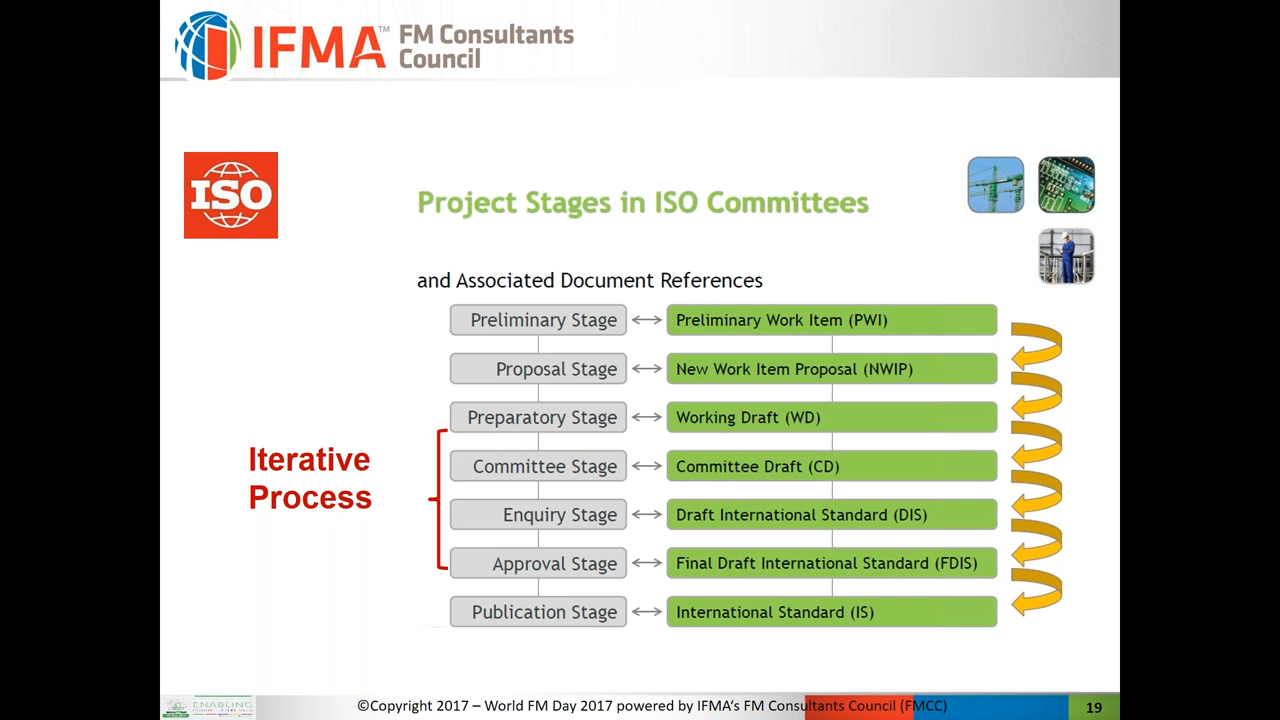 IFMA™ FM Consultants
Council
ISO
Project Stages in ISO Committees
and Associated Document References
Preliminary Stage Preliminary Work Item (PWI)
Proposal Stage New Work Item Proposal (NWIP)
Preparatory Stage Working Draft (WD)
Iterative
Process
Committee Stage Committee Draft (CD)
Enquiry Stage Draft International Standard (DIS)
Approval Stage Final Draft International Standard (FDIS)
Publication Stage International Standard (IS)
ENABLING
©Copyright 2017 – World FM Day 2017 powered by IFMA's FM Consultants Council (FMCC)
19